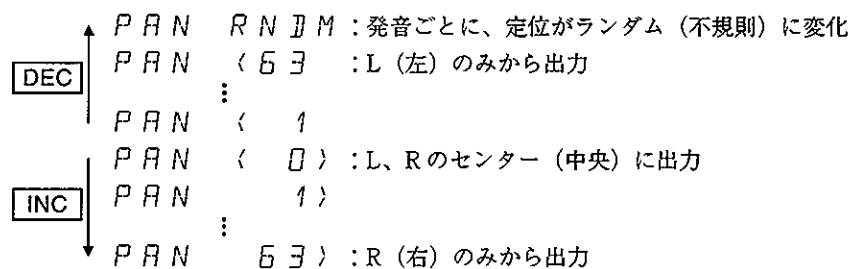 PAN RNDM：発音ごとに、定位がランダム（不規則）に変化
DEC
PAN 〈63 ：L（左）のみから出力
⋮
PAN 〈 1
PAN 〈 0〉：L、Rのセンター（中央）に出力
INC
PAN 1〉
⋮
PAN 63〉：R（右）のみから出力